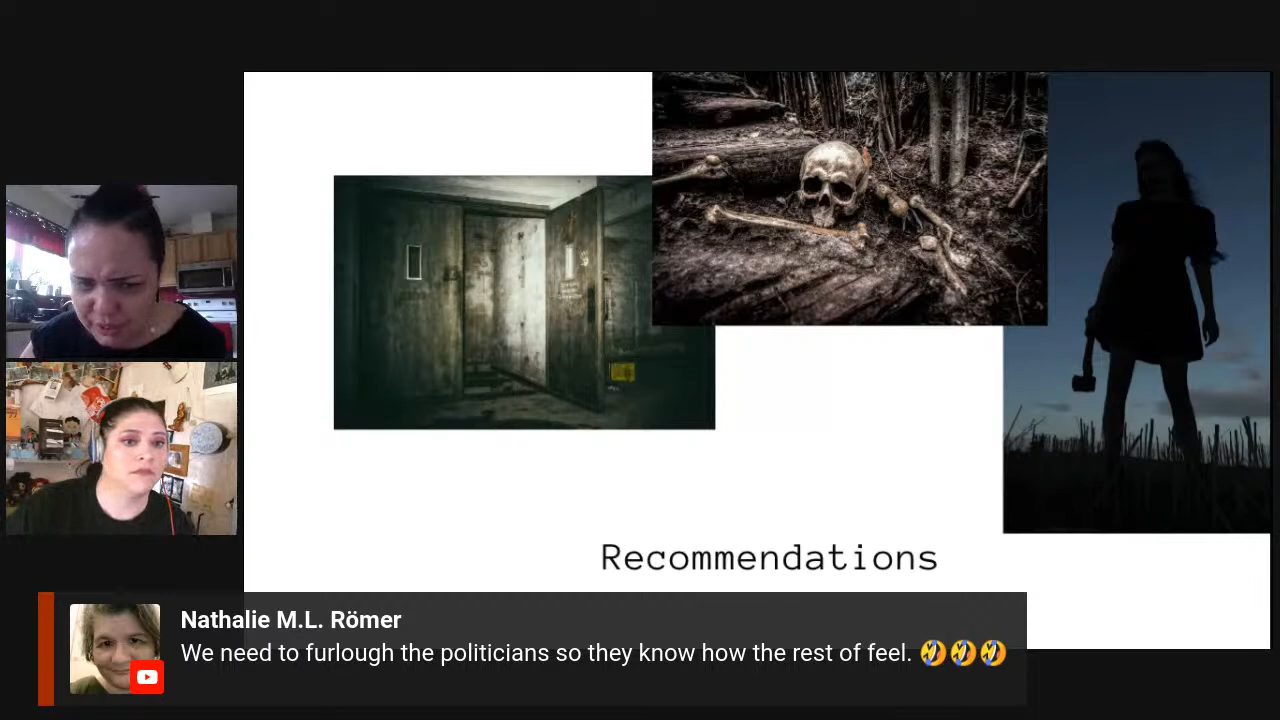 Recommendations
Nathalie M.L. Römer
We need to furlough the politicians so they know how the rest of feel. 🤣🤣🤣